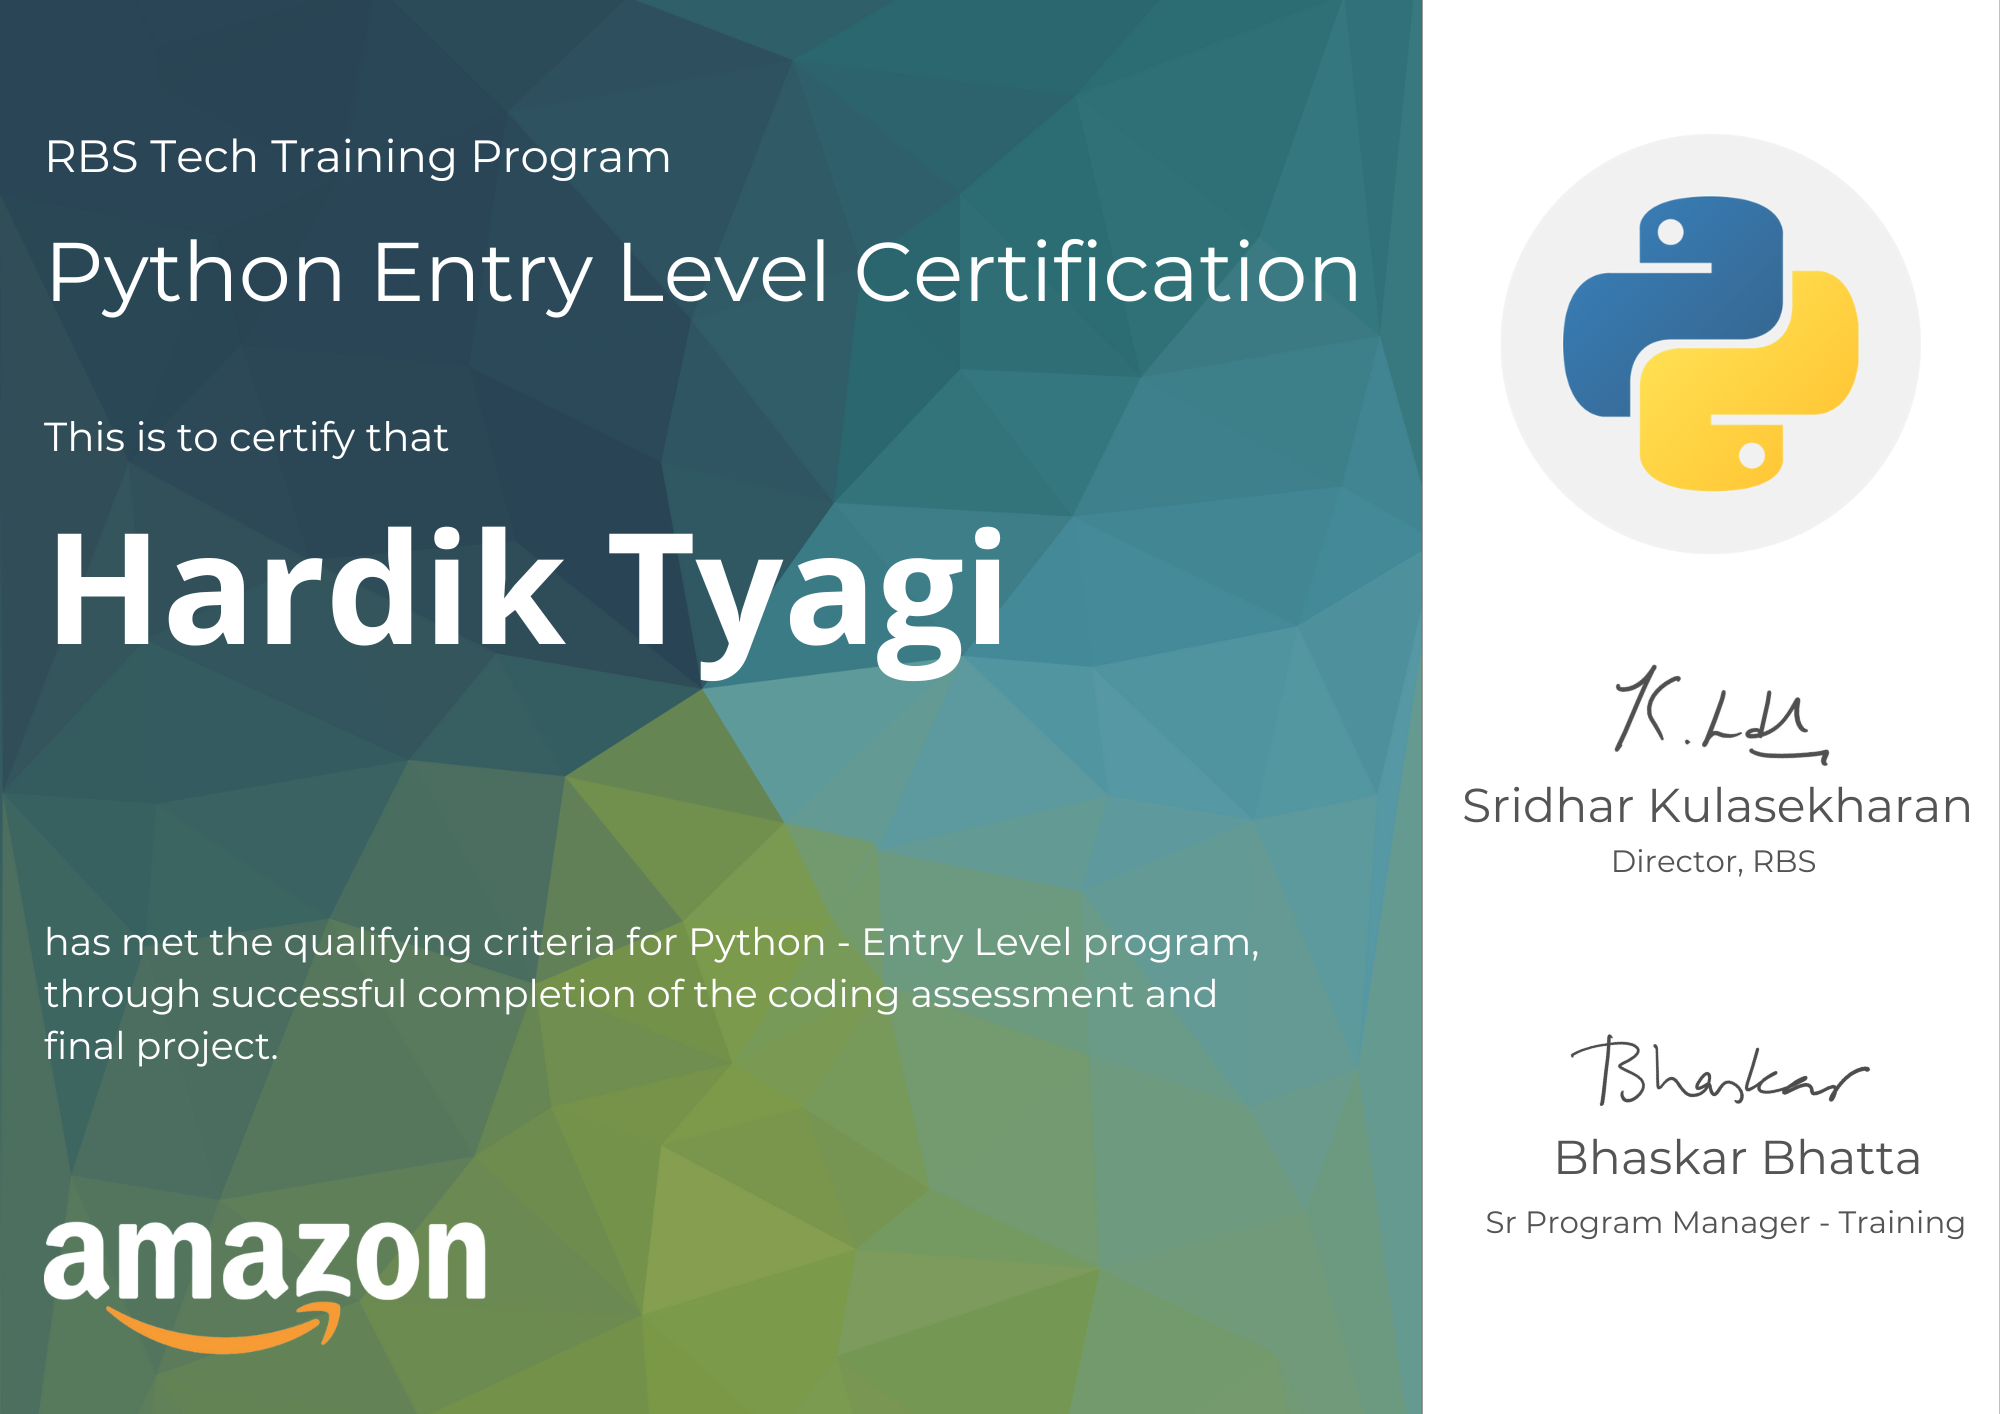 RBS Tech Training Program
Python Entry Level Certification
This is to certify that
Hardik Tyagi
has met the qualifying criteria for Python - Entry Level program,
through successful completion of the coding assessment and
final project.
amazon
Sridhar Kulasekharan
Director, RBS
Bhaskar
Bhaskar Bhatta
Sr Program Manager - Training